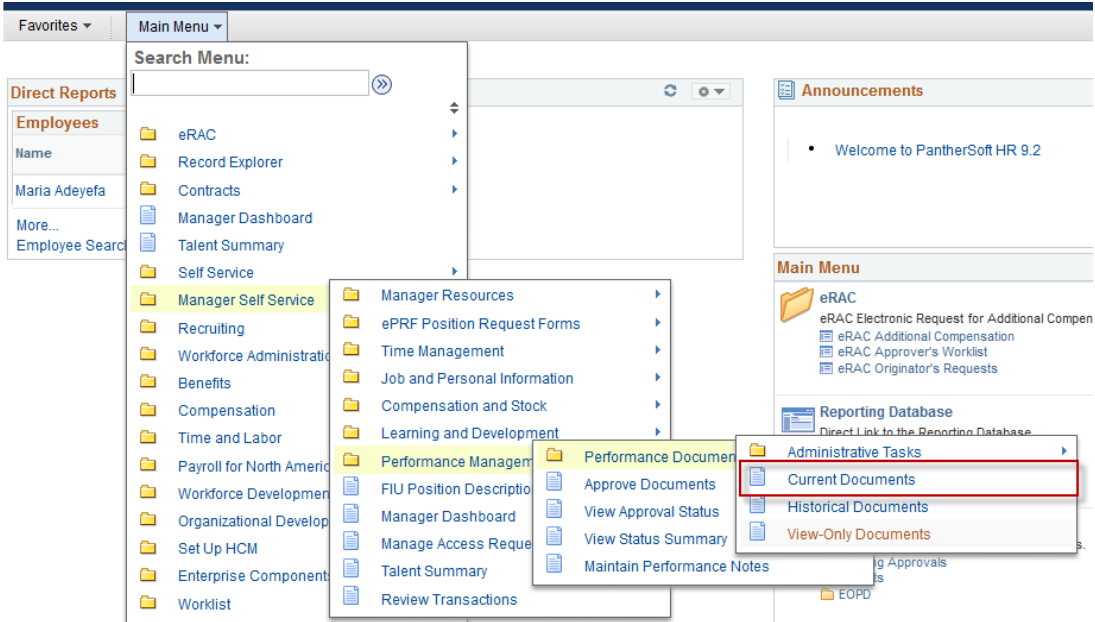 Favorites
Main Menu
Search Menu:
Direct Reports
Employees
Name
Maria Adeyefa
More...
Employee Search
eRAC
Record Explorer
Contracts
Manager Dashboard
Talent Summary
Self Service
Manager Self Service
Recruiting
Workforce Administratio
Benefits
Compensation
Time and Labor
Payroll for North Americ
Workforce Developmen
Organizational Develop
Set Up HCM
Enterprise Component
Worklist
Manager Resources
ePRF Position Request Forms
Time Management
Job and Personal Information
Compensation and Stock
Learning and Development
Performance Managem
FIU Position Descriptio
Manager Dashboard
Manage Access Reque
Talent Summary
Review Transactions
Performance Documen
Approve Documents
View Approval Status
View Status Summary
Maintain Performance Notes
Administrative Tasks
Current Documents
Historical Documents
View-Only Documents
Announcements
• Welcome to PantherSoft HR 9.2
Main Menu
eRAC
eRAC Electronic Request for Additional Compen
eRAC Additional Compensation
eRAC Approver's Worklist
eRAC Originator's Requests
Reporting Database
Direct Link to the Reporting Database
s.
g Approvals
ts
EOPD